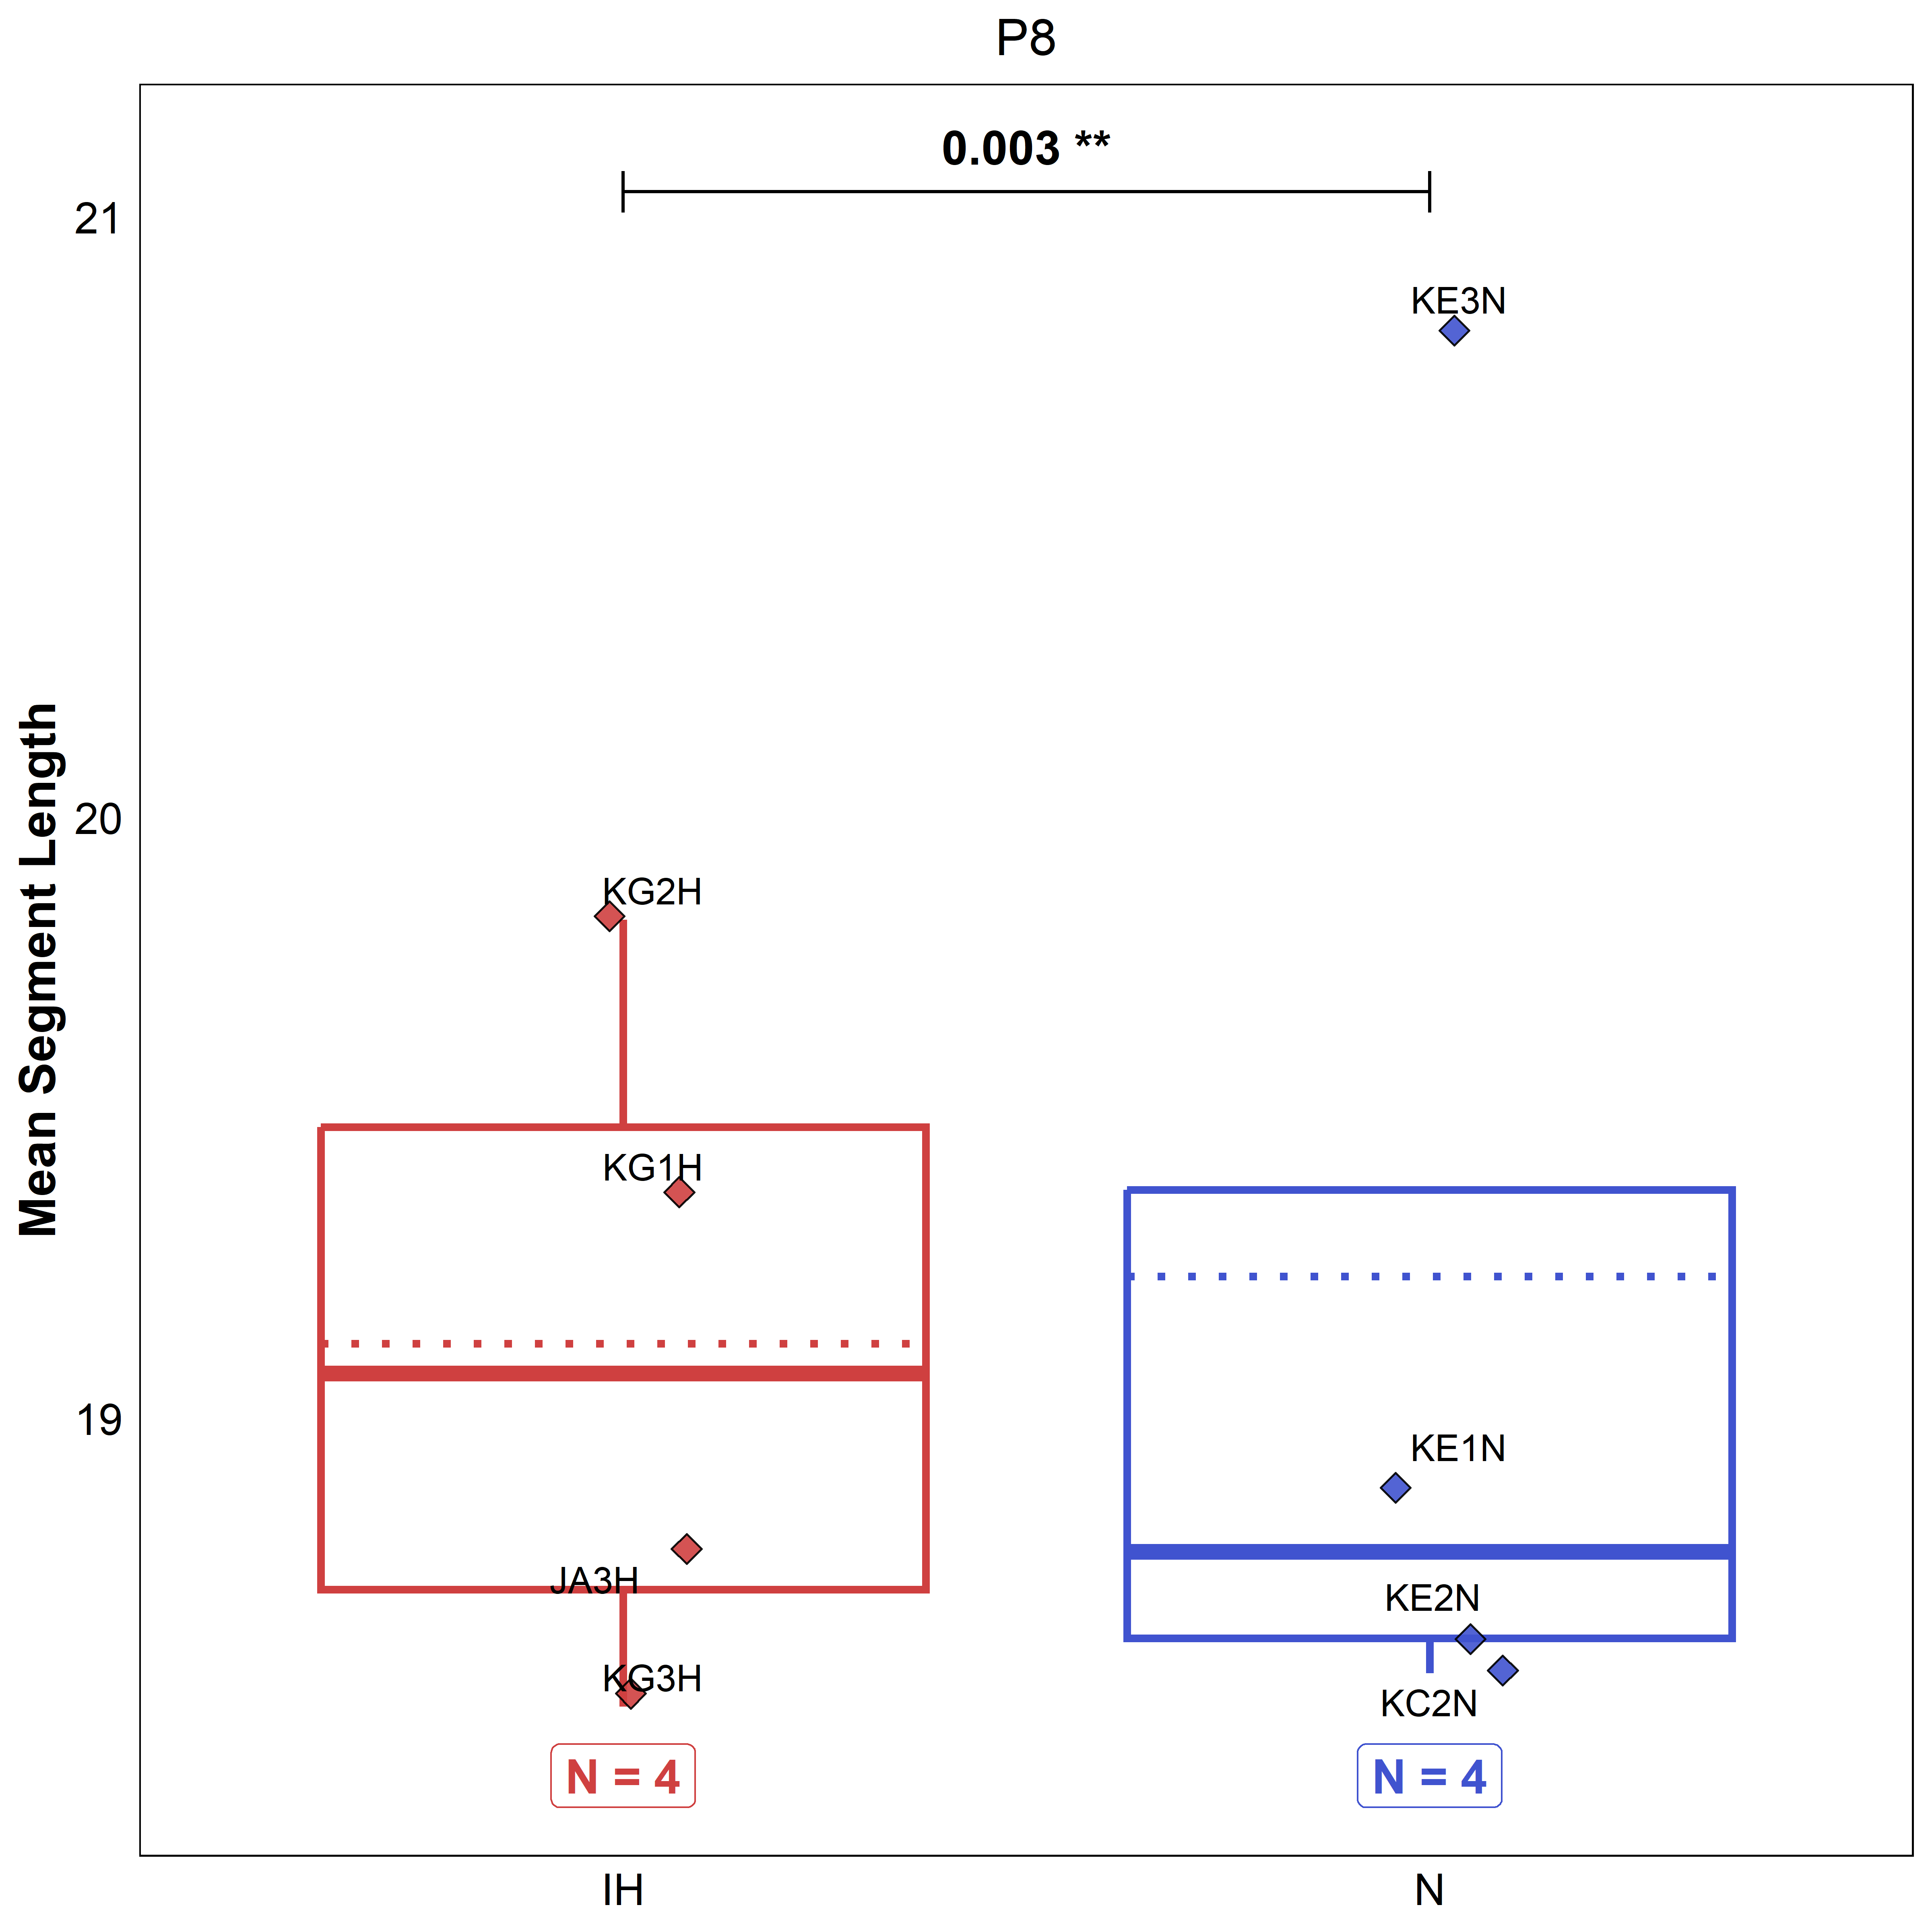 P8
0.003 **
21
KE3N
Mean Segment Length
20
KG2H
KG1H
19
KE1N
JA3H
KE2N
KG3H
KC2N
N = 4
N = 4
IH
N